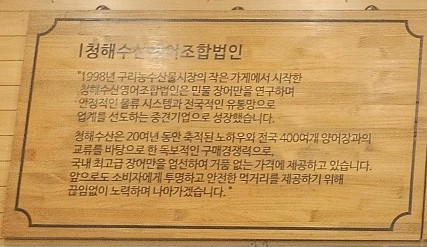 |청해수산영어조합법인
"1998년 구리농수산물시장의 작은 가게에서 시작한
청해수산영어조합법인은 민물 장어만을 연구하며
안정적인 물류 시스템과 전국적인 유통망으로
업계를 선도하는 중견기업으로 성장했습니다.
청해수산은 20여년 동안 축적된 노하우와 전국 400여개 양어장과의
교류를 바탕으로 한 독보적인 구매경쟁력으로,
국내 최고급 장어만을 엄선하여 거품 없는 가격에 제공하고 있습니다.
앞으로도 소비자에게 투명하고 안전한 먹거리를 제공하기 위해
끊임없이 노력하며 나아가겠습니다."